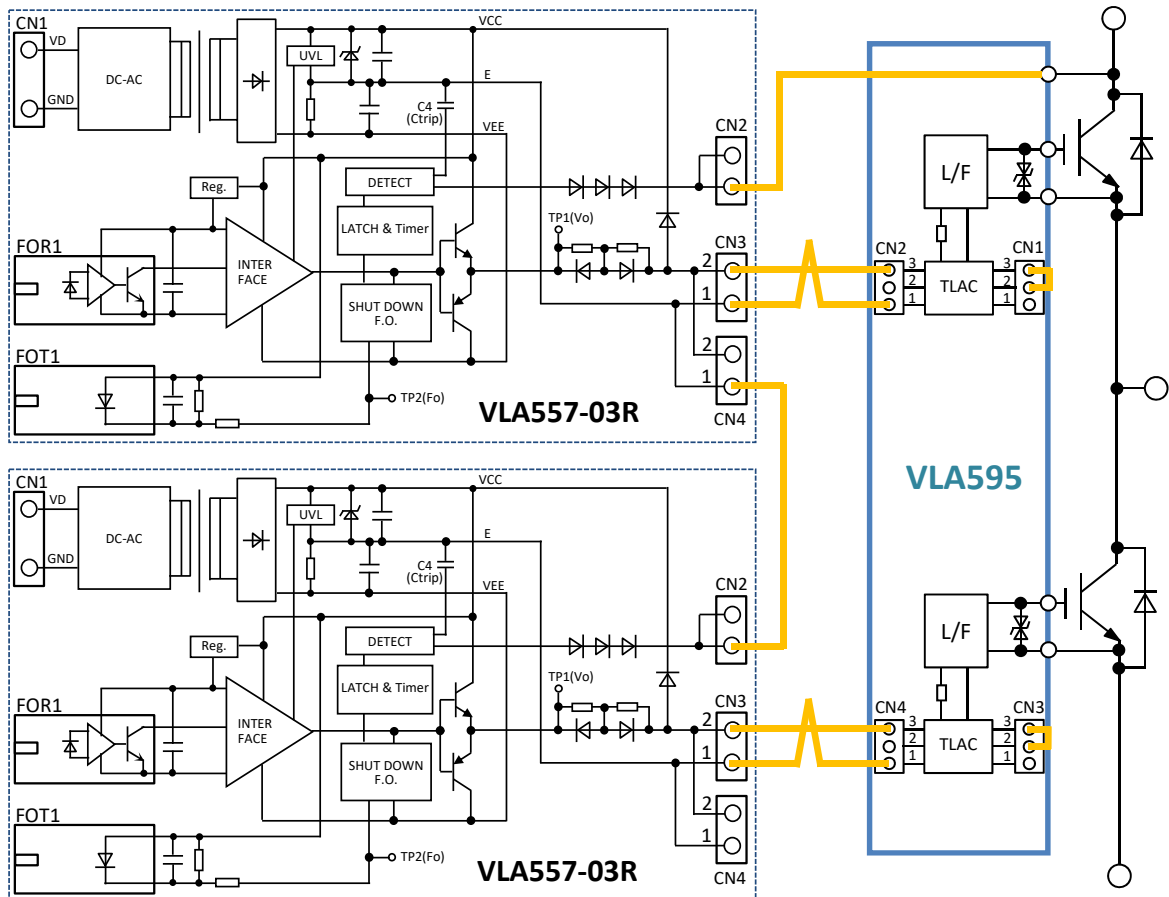 CN1
VD
GND
DC-AC
VCC
UVL
E
C4
(Ctrip)
VEE
CN2
Reg.
DETECT
LATCH & Timer
TP1(Vo)
FOR1
INTER
FACE
SHUT DOWN
F.O.
CN3
2
1
FOT1
2
1
TP2(Fo)
VLA557-03R
CN4
CN1
VD
GND
DC-AC
VCC
UVL
E
C4
(Ctrip)
VEE
CN2
Reg.
DETECT
LATCH & Timer
TP1(Vo)
FOR1
INTER
FACE
SHUT DOWN
F.O.
CN3
2
1
FOT1
2
1
TP2(Fo)
VLA557-03R
CN4
L/F
CN2
CN1
3
2
1
TLAC
3
2
1
VLA595
L/F
CN4
CN3
3
2
1
TLAC
3
2
1